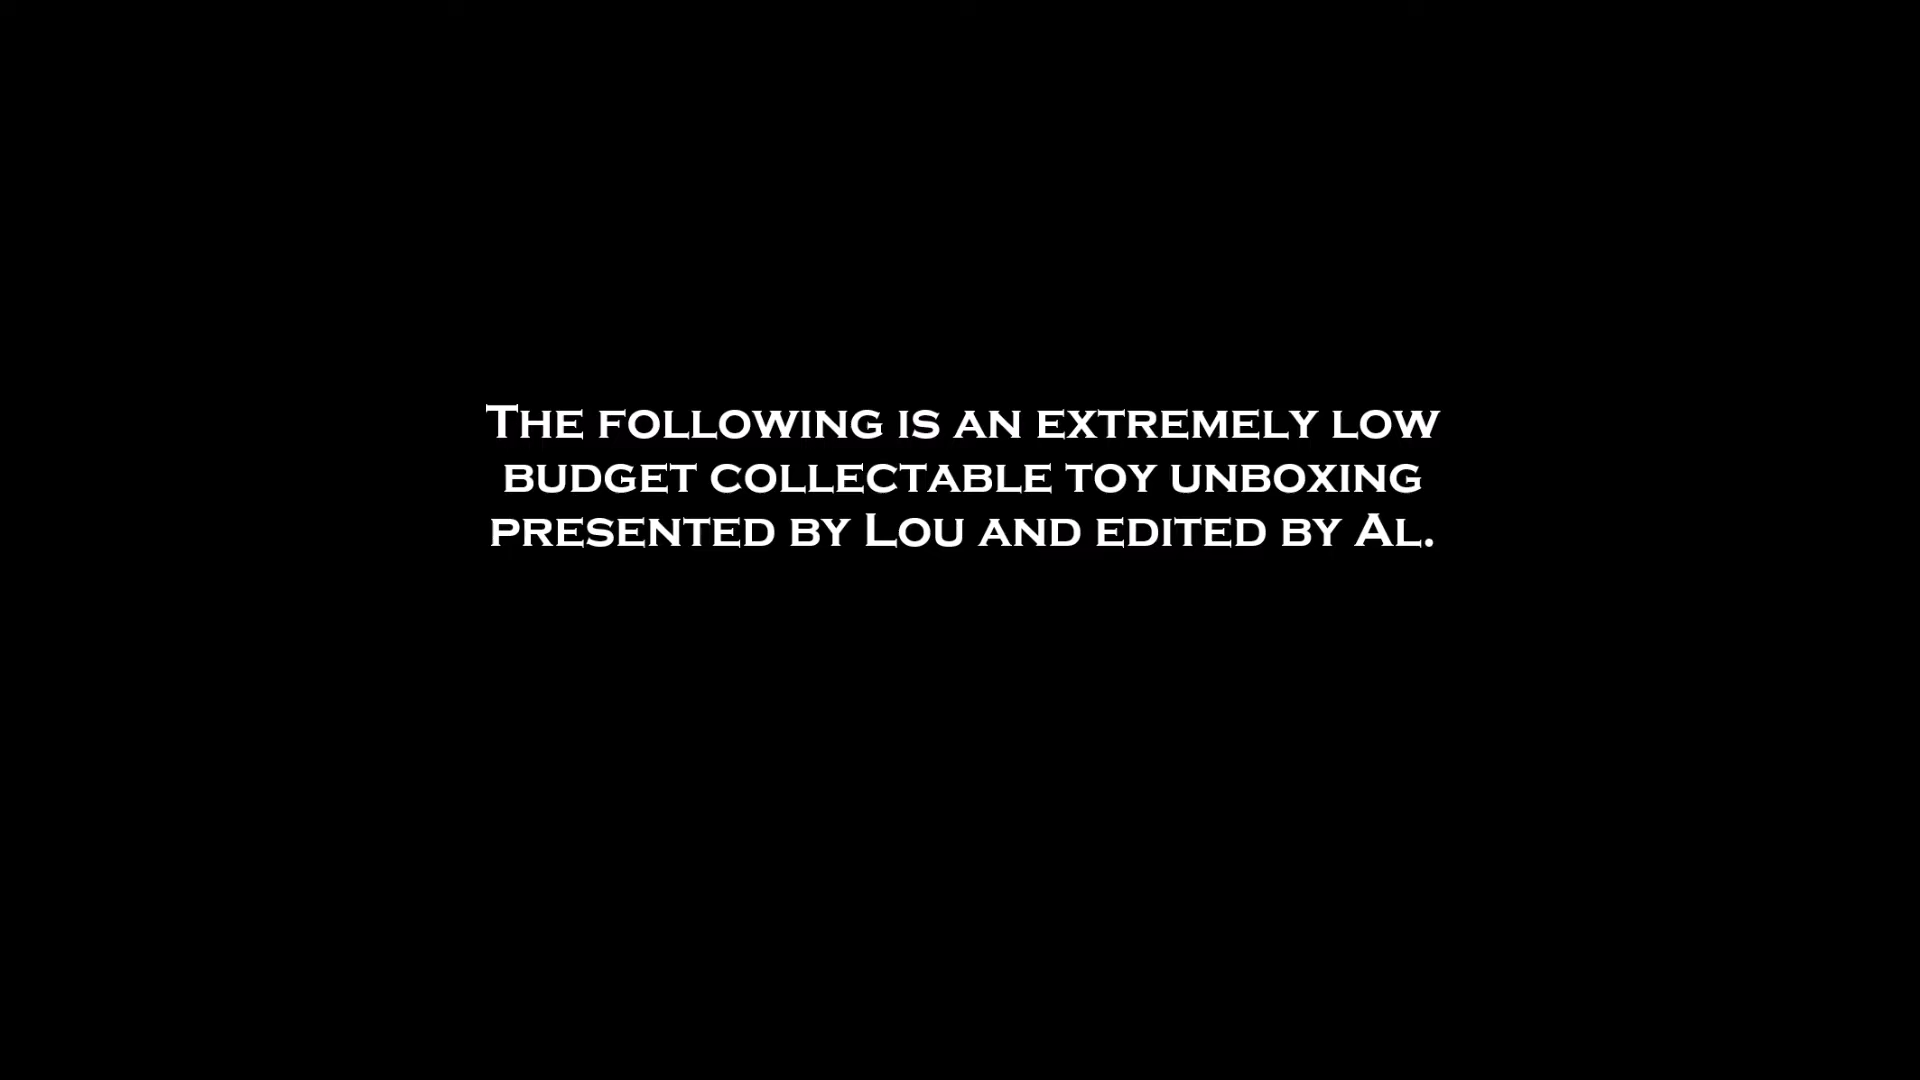 The following is an extremely low
budget collectable toy unboxing
presented by Lou and edited by Al.